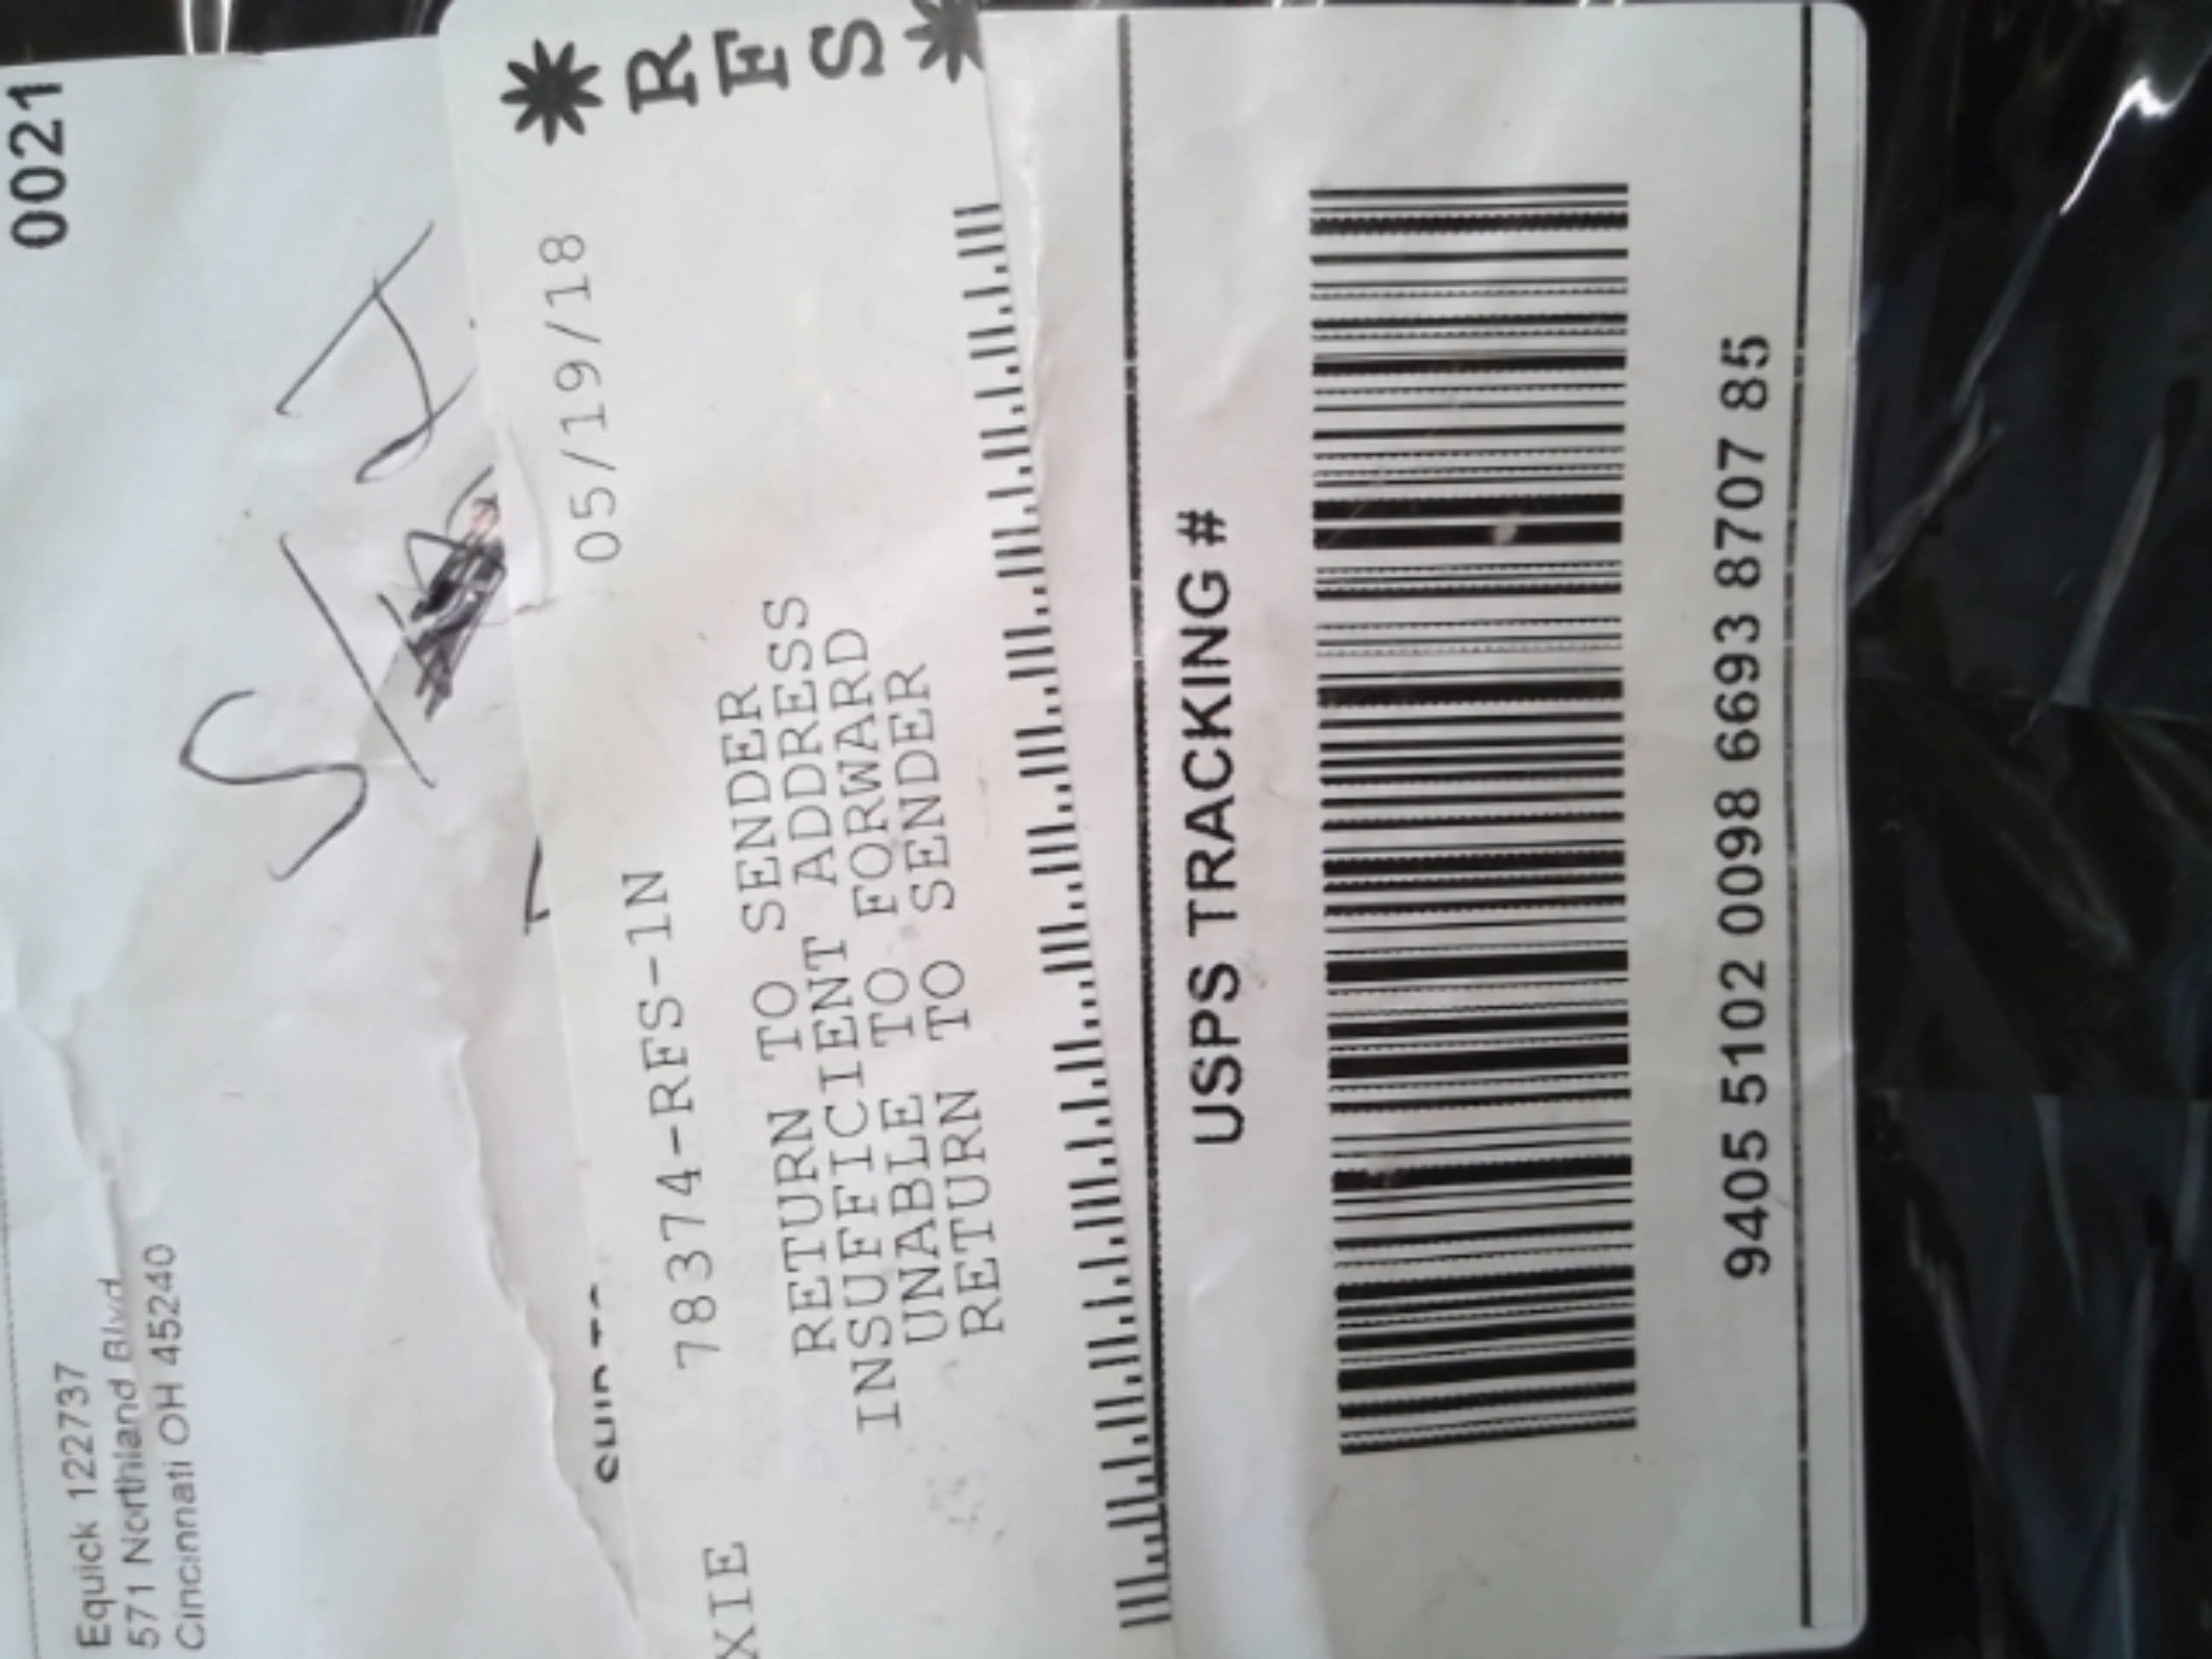 0021
Equick 122737
571 Northland Blvd
Cincinnati OH 45240
XIE 78374-RFS-1N 05/19/18
RETURN TO SENDER
INSUFFICIENT ADDRESS
UNABLE TO FORWARD
RETURN TO SENDER
* R F S *
USPS TRACKING #
9405 5102 0098 6693 8707 85